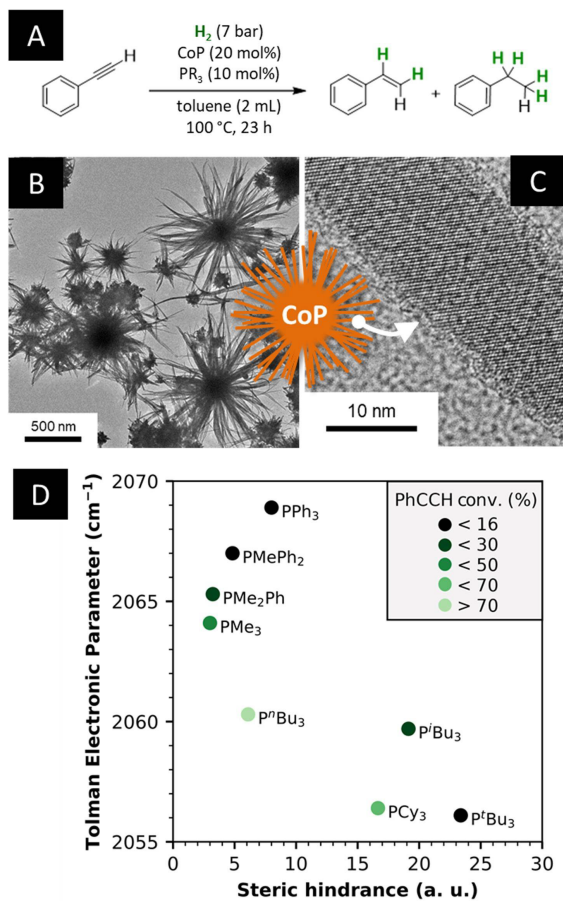 A
H
H₂ (7 bar)
CoP (20 mol%)
PR₃ (10 mol%)
toluene (2 mL)
100 °C, 23 h
H
H
H
+
H
H
H
H
B
C
CoP
500 nm
10 nm
D
Tolman Electronic Parameter (cm⁻¹)
2070
2065
2060
2055
PPh₃
PMePh₂
PMe₂Ph
PMe₃
PⁿBu₃
PⁱBu₃
PCy₃
PᵗBu₃
PhCCH conv. (%)
< 16
< 30
< 50
< 70
> 70
0 5 10 15 20 25 30
Steric hindrance (a. u.)